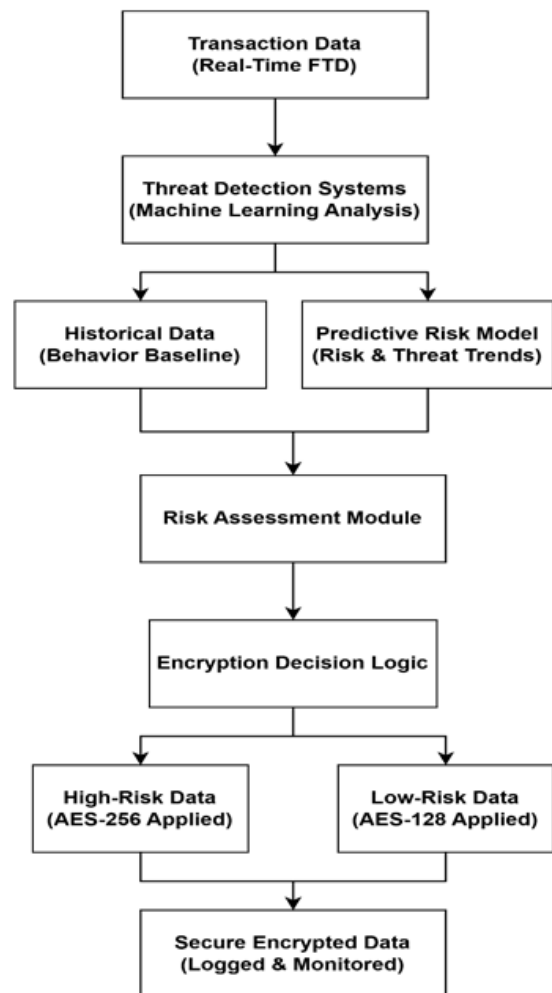 Transaction Data
(Real-Time FTD)
Threat Detection Systems
(Machine Learning Analysis)
Historical Data
(Behavior Baseline)
Predictive Risk Model
(Risk & Threat Trends)
Risk Assessment Module
Encryption Decision Logic
High-Risk Data
(AES-256 Applied)
Low-Risk Data
(AES-128 Applied)
Secure Encrypted Data
(Logged & Monitored)